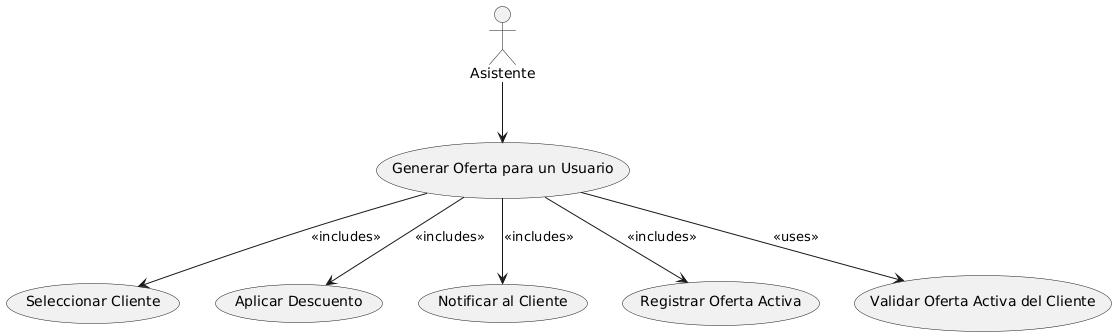 Asistente
Generar Oferta para un Usuario
«includes»
«includes»
«includes»
«includes»
«uses»
Seleccionar Cliente
Aplicar Descuento
Notificar al Cliente
Registrar Oferta Activa
Validar Oferta Activa del Cliente